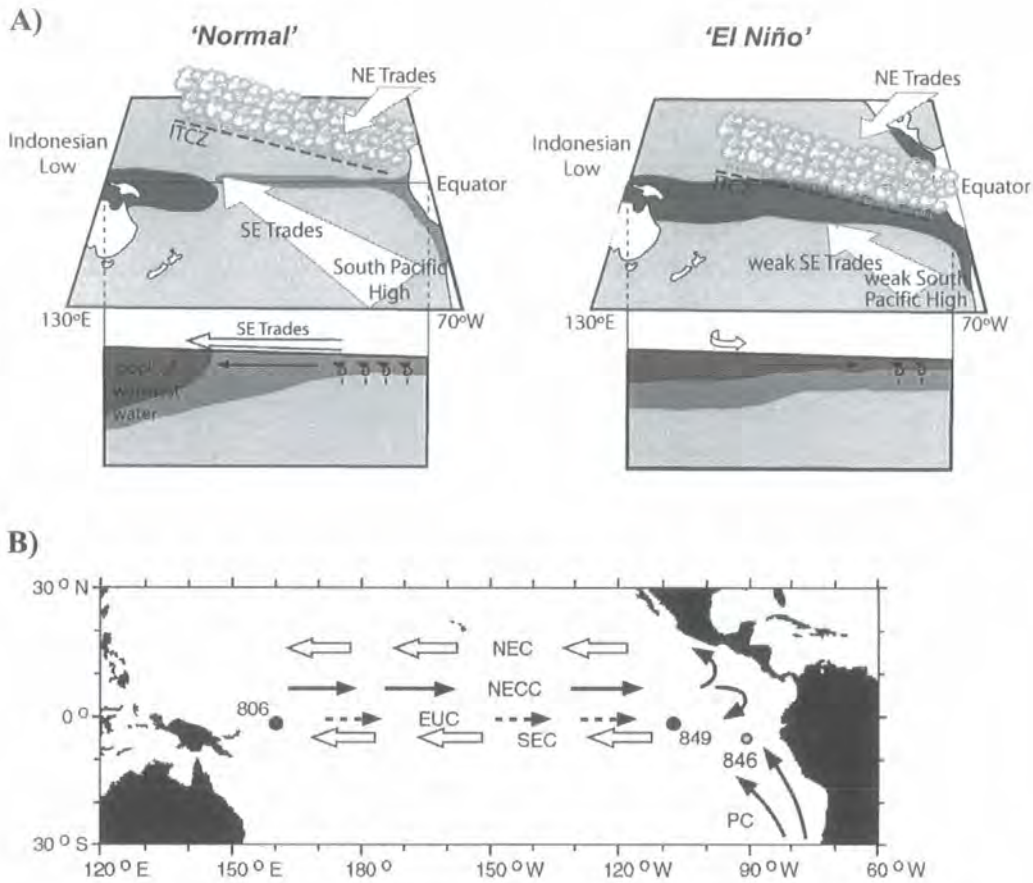 A)
'Normal'
'El Niño'
NE Trades
NE Trades
Indonesian
Low
ITCZ
Equator
SE Trades
South Pacific
High
130°E
70°W
Indonesian
Low
Equator
weak SE Trades
weak South
Pacific High
130°E
70°W
SE Trades
water
B)
30°N
0°
30°S
NEC
NECC
806
EUC
SEC
849
846
PC
120°E
150°E
180°
150°W
120°W
90°W
60°W